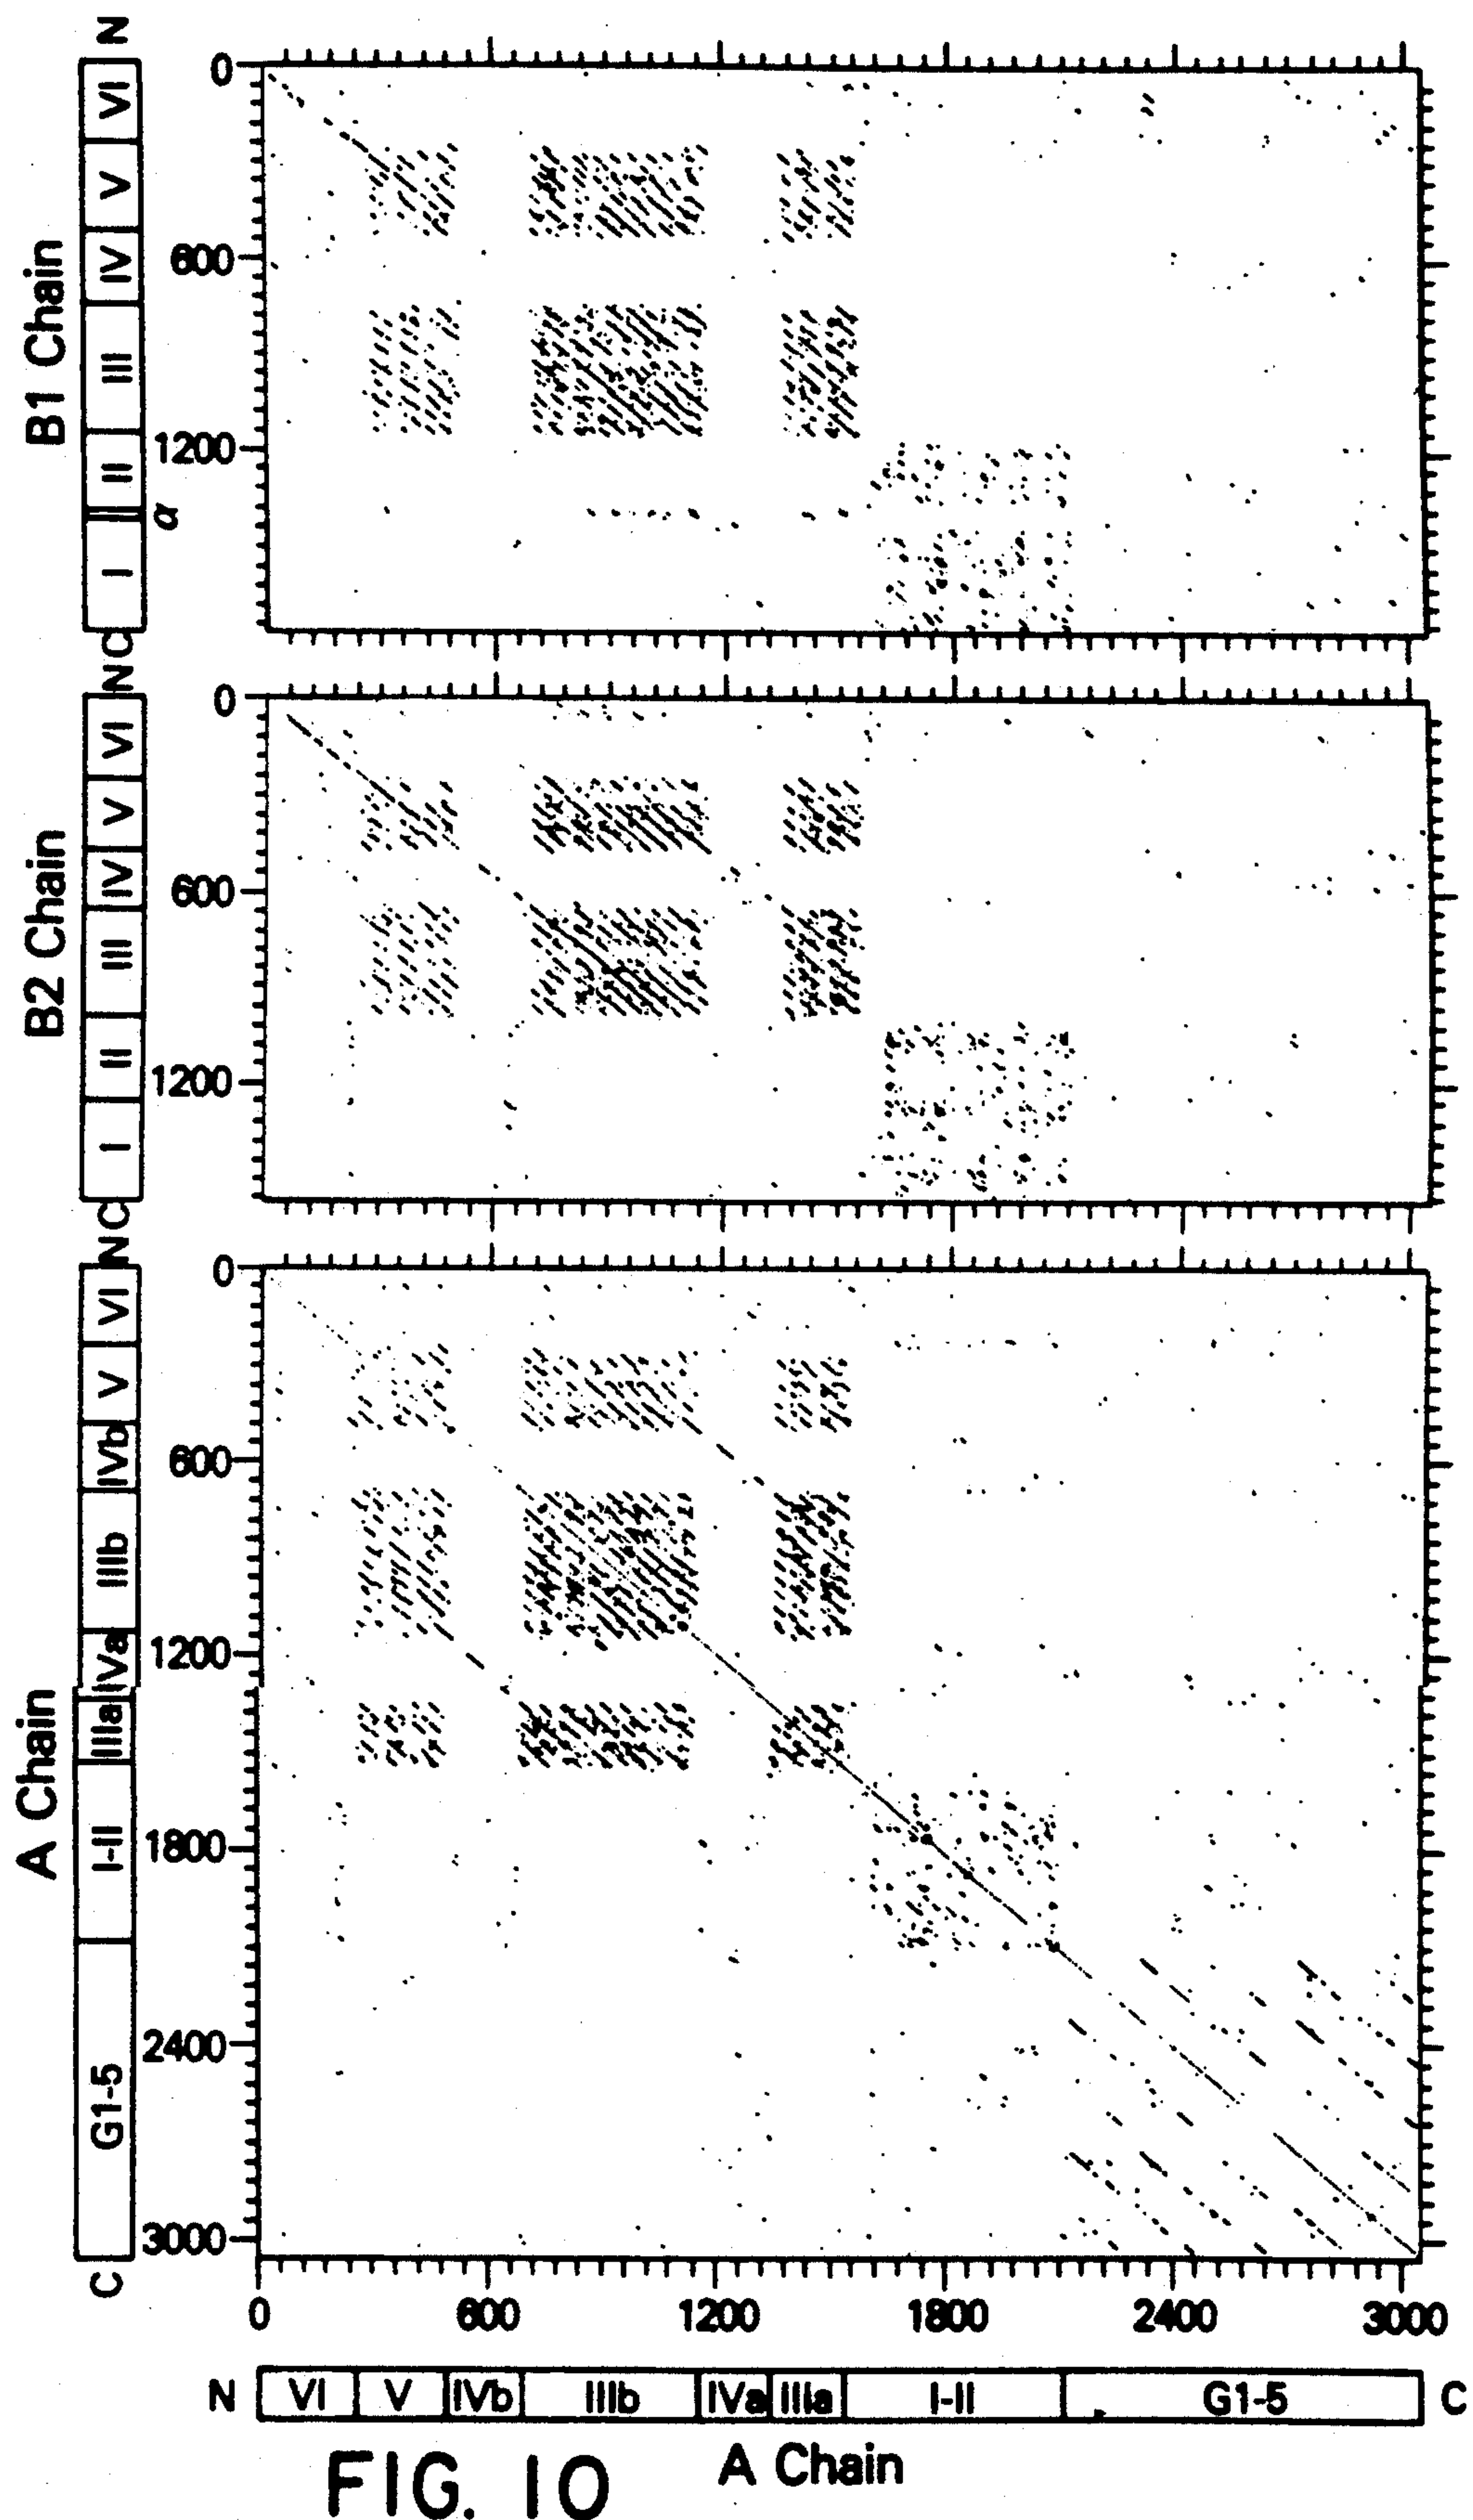 B1 Chain
N
VI
V
IV
III
II
α
I
C
0
600
1200
B2 Chain
N
VI
V
IV
III
II
I
C
0
600
1200
A Chain
N
VI
V
IVb
IIIb
IVa
IIIa
I-II
G1-5
C
0
600
1200
1800
2400
3000
0 600 1200 1800 2400 3000
N VI V IVb IIIb IVa IIIa I-II G1-5 C
A Chain
FIG. 10